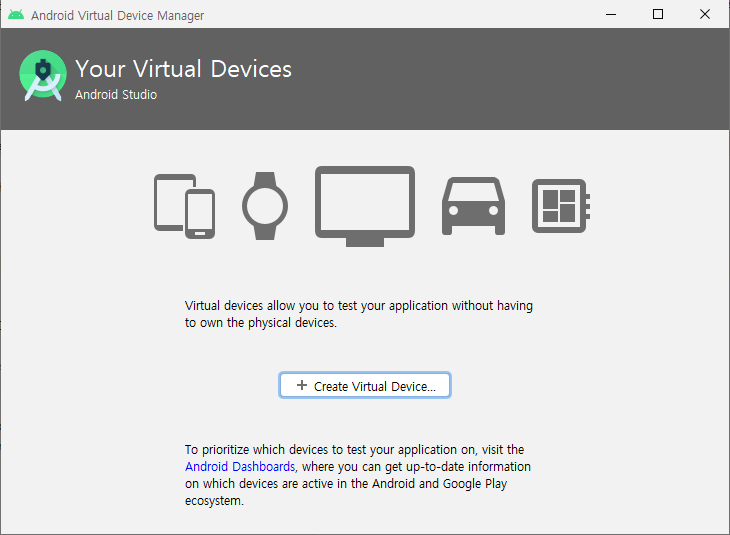 Android Virtual Device Manager
Your Virtual Devices
Android Studio
Virtual devices allow you to test your application without having
to own the physical devices.
+ Create Virtual Device...
To prioritize which devices to test your application on, visit the
Android Dashboards, where you can get up-to-date information
on which devices are active in the Android and Google Play
ecosystem.